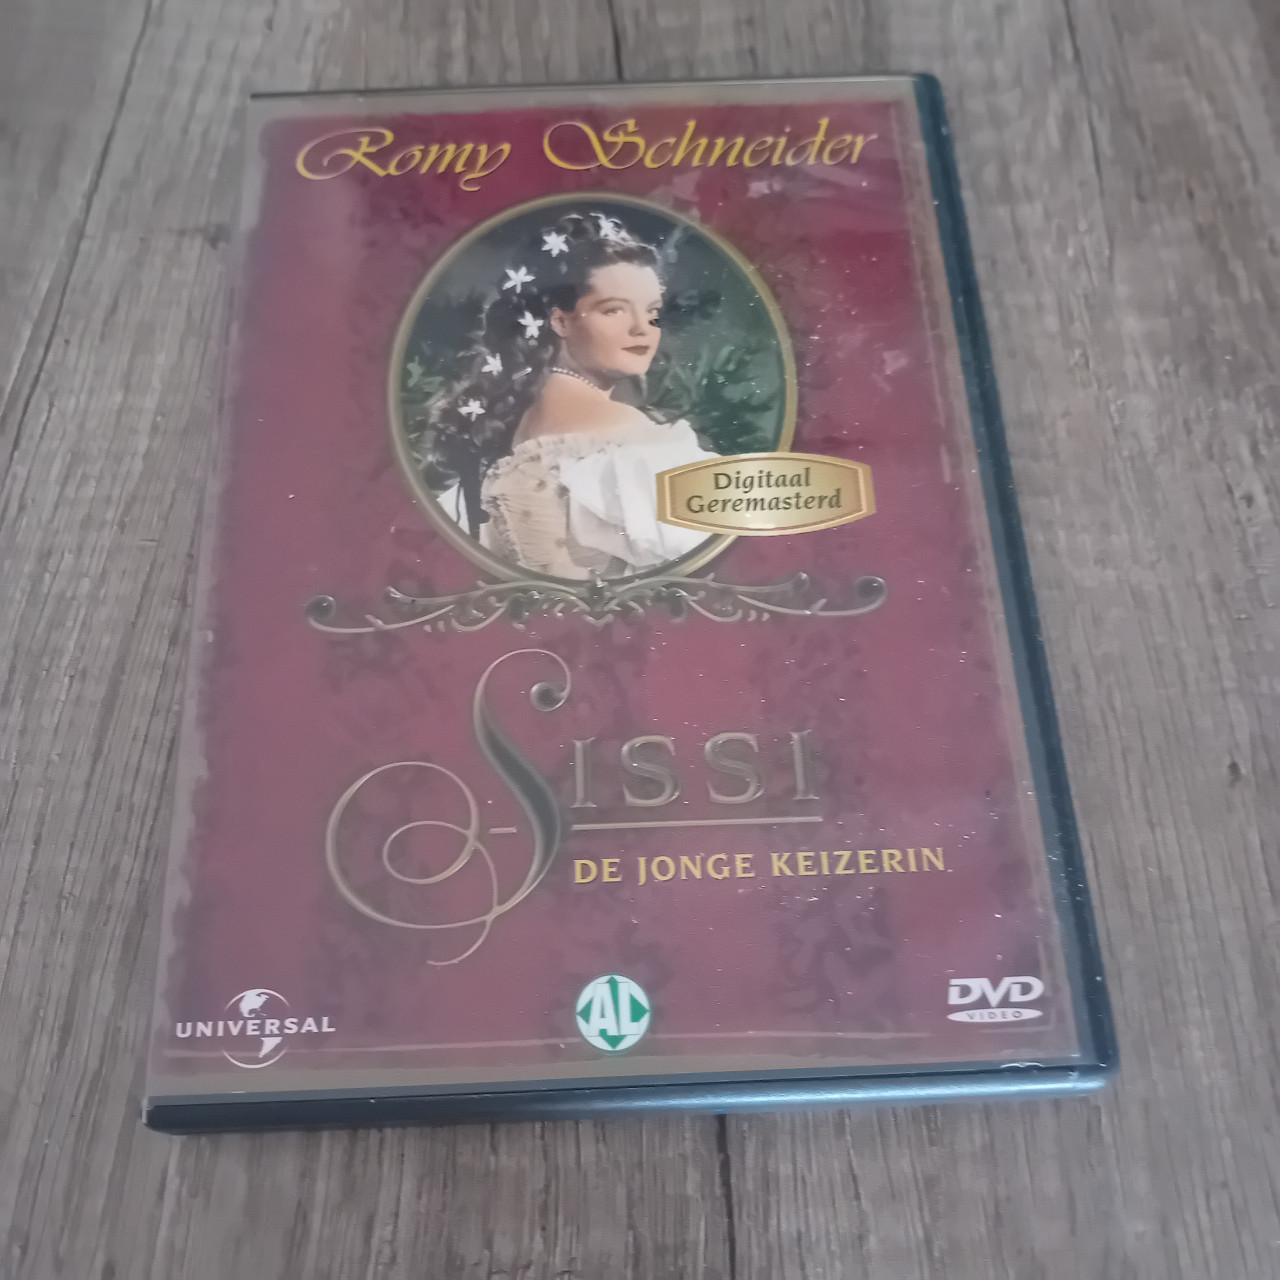 Romy Schneider
Digitaal
Geremasterd
SISSI
DE JONGE KEIZERIN
UNIVERSAL
AL
DVD
VIDEO